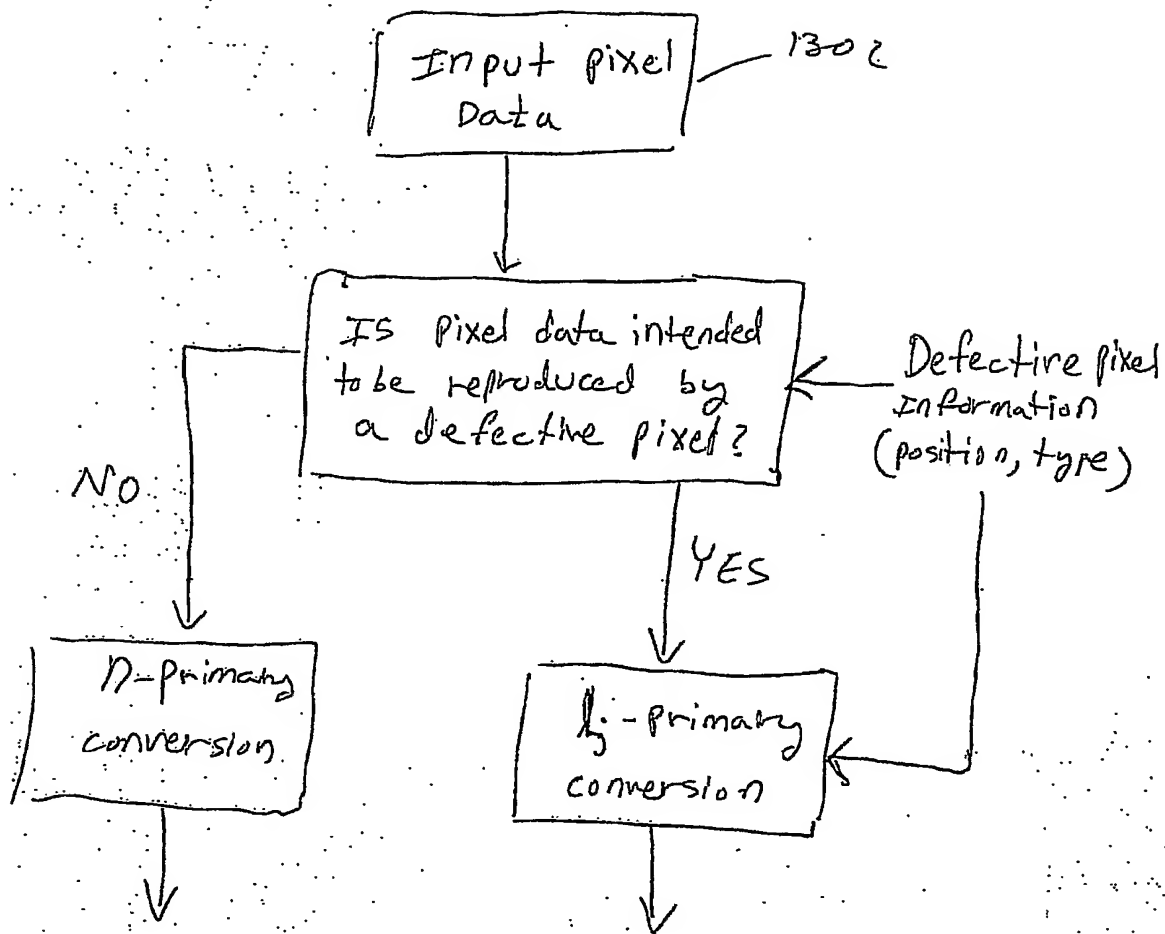 Input pixel
Data
1302
Is pixel data intended
to be reproduced by
a defective pixel?
Defective pixel
Information
(position, type)
NO
YES
n-primary
conversion
-primary
conversion